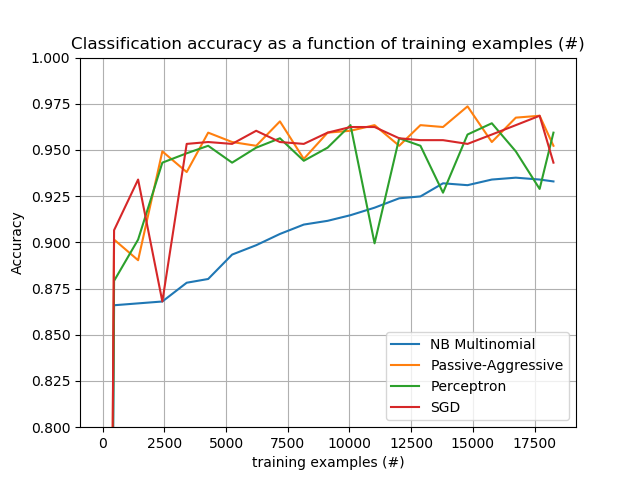 Classification accuracy as a function of training examples (#)
1.000
0.975
0.950
0.925
0.900
0.875
0.850
0.825
0.800
Accuracy
NB Multinomial
Passive-Aggressive
Perceptron
SGD
0 2500 5000 7500 10000 12500 15000 17500
training examples (#)